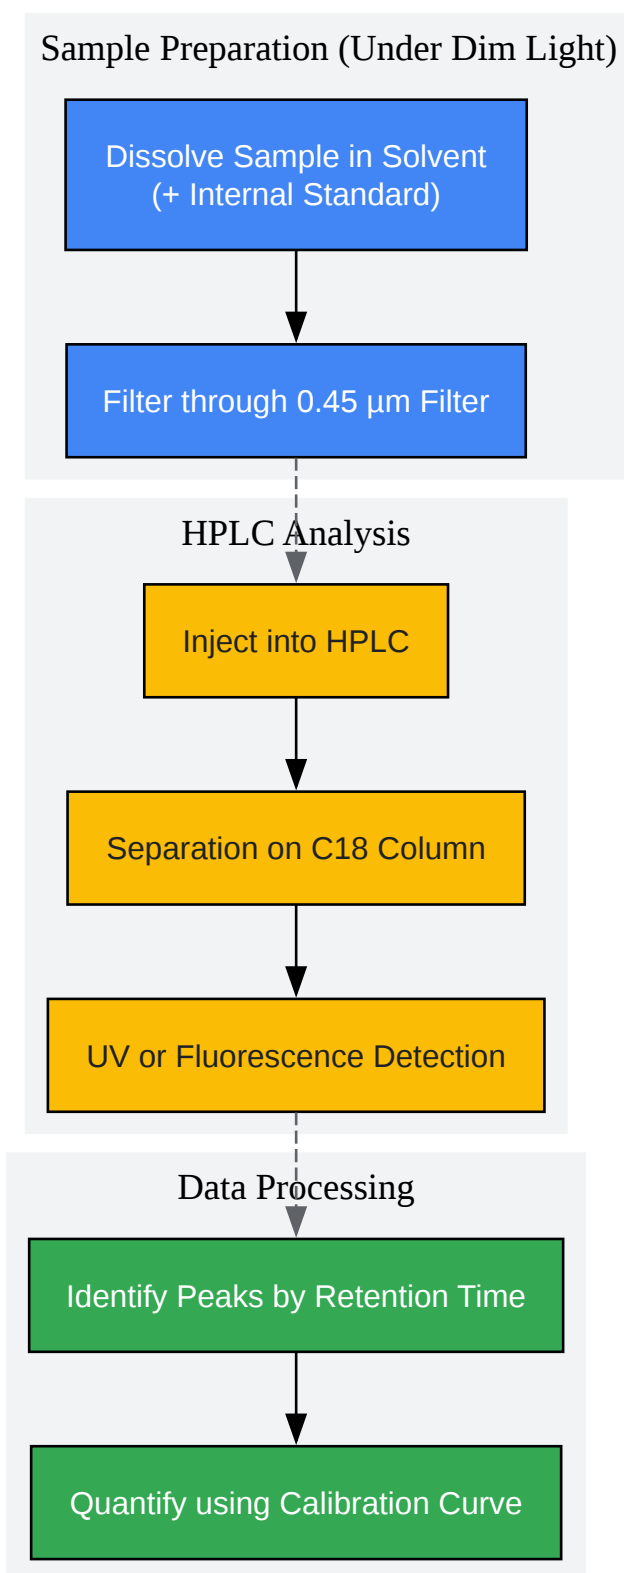 Sample Preparation (Under Dim Light)
Dissolve Sample in Solvent
(+ Internal Standard)
Filter through 0.45 µm Filter
HPLC Analysis
Inject into HPLC
Separation on C18 Column
UV or Fluorescence Detection
Data Processing
Identify Peaks by Retention Time
Quantify using Calibration Curve